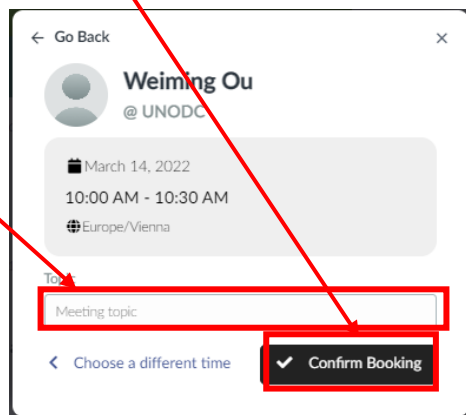 Go Back
Weiming Ou
@ UNODC
March 14, 2022
10:00 AM - 10:30 AM
Europe/Vienna
Topic
Meeting topic
Choose a different time
Confirm Booking